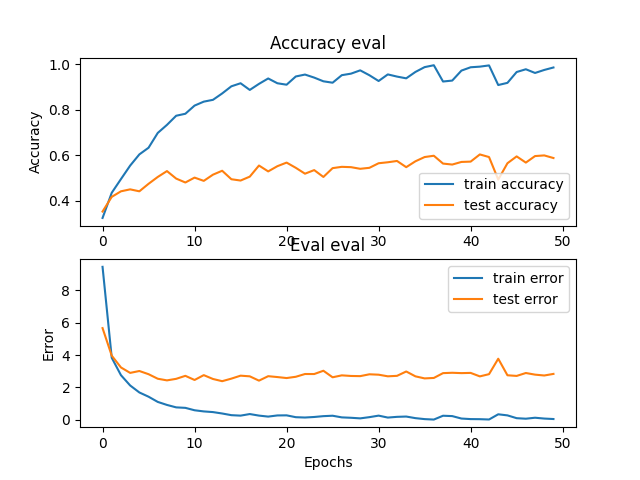 Accuracy eval
1.0
0.8
0.6
0.4
Accuracy
train accuracy
test accuracy
0 10 20 30 40 50
Eval eval
8
6
4
2
0
Error
train error
test error
0 10 20 30 40 50
Epochs